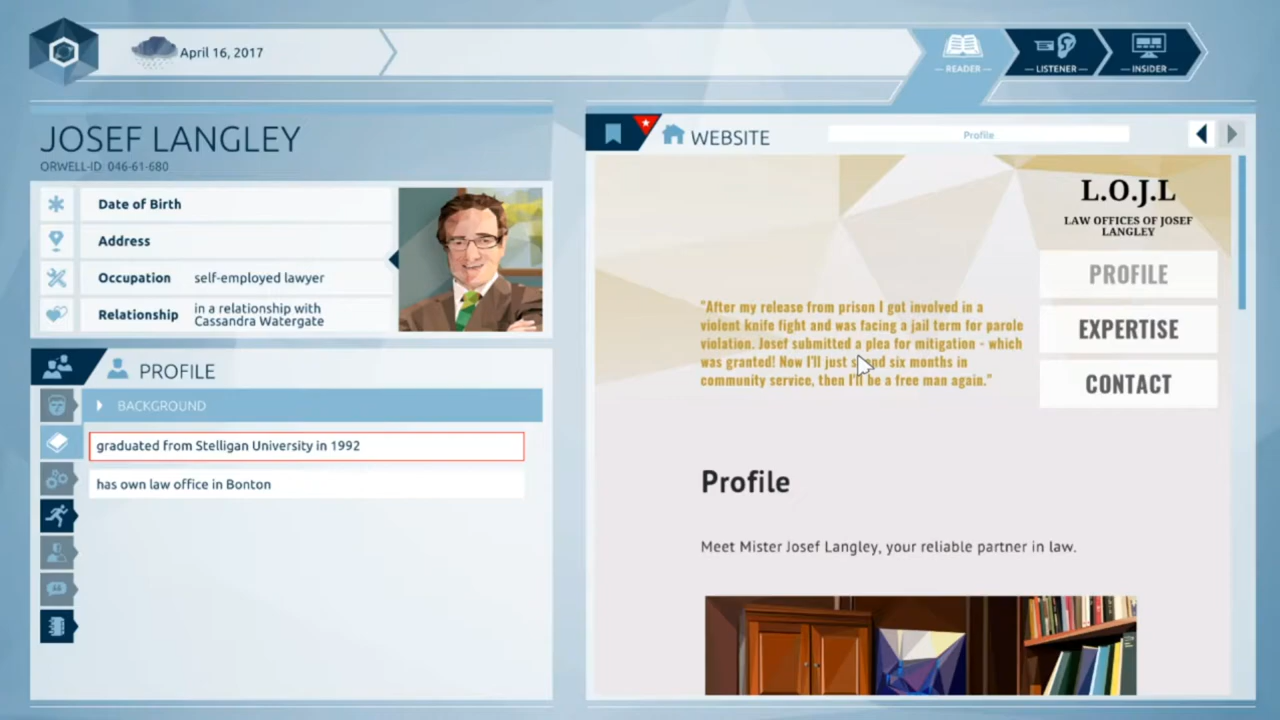 April 16, 2017
— READER —
— LISTENER —
— INSIDER —
JOSEF LANGLEY
ORWELL-ID: 046-61-680
Date of Birth
Address
Occupation self-employed lawyer
Relationship in a relationship with
Cassandra Watergate
PROFILE
BACKGROUND
graduated from Stelligan University in 1992
has own law office in Bonton
WEBSITE
Profile
L.O.J.L
LAW OFFICES OF JOSEF
LANGLEY
PROFILE
EXPERTISE
CONTACT
"After my release from prison I got involved in a
violent knife fight and was facing a jail term for parole
violation. Josef submitted a plea for mitigation - which
was granted! Now I'll just spend six months in
community service, then I'll be a free man again."
Profile
Meet Mister Josef Langley, your reliable partner in law.